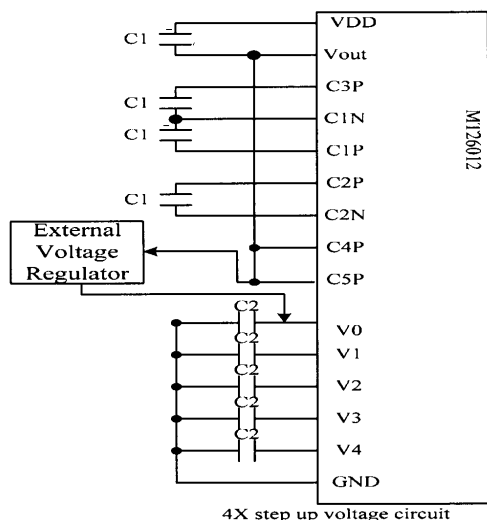 VDD
C1
Vout
C3P
C1
C1N
C1
C1P
C2P
C1
C2N
M126012
External
Voltage
Regulator
C4P
C5P
C2
V0
C2
V1
C2
V2
C2
V3
C2
V4
GND
4X step up voltage circuit